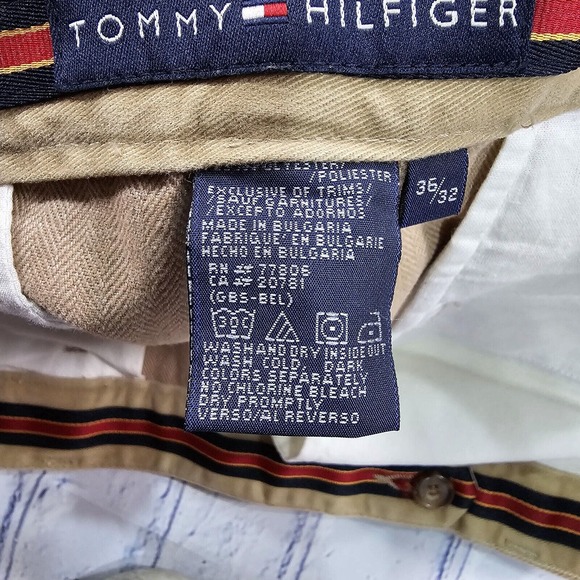 TOMMY HILFIGER
36/32
POLYESTER/
/POLIESTER
EXCLUSIVE OF TRIMS/
/SAUF GARNITURES/
/EXCEPTO ADORNOS
MADE IN BULGARIA
FABRIQUE' EN BULGARIE
HECHO EN BULGARIA
RN # 77806
CA # 20781
(GBS-BEL)
30C
WASH AND DRY INSIDE OUT
WASH COLD, DARK
COLORS SEPARATELY
NO CHLORINE BLEACH
DRY PROMPTLY
VERSO/AL REVERSO